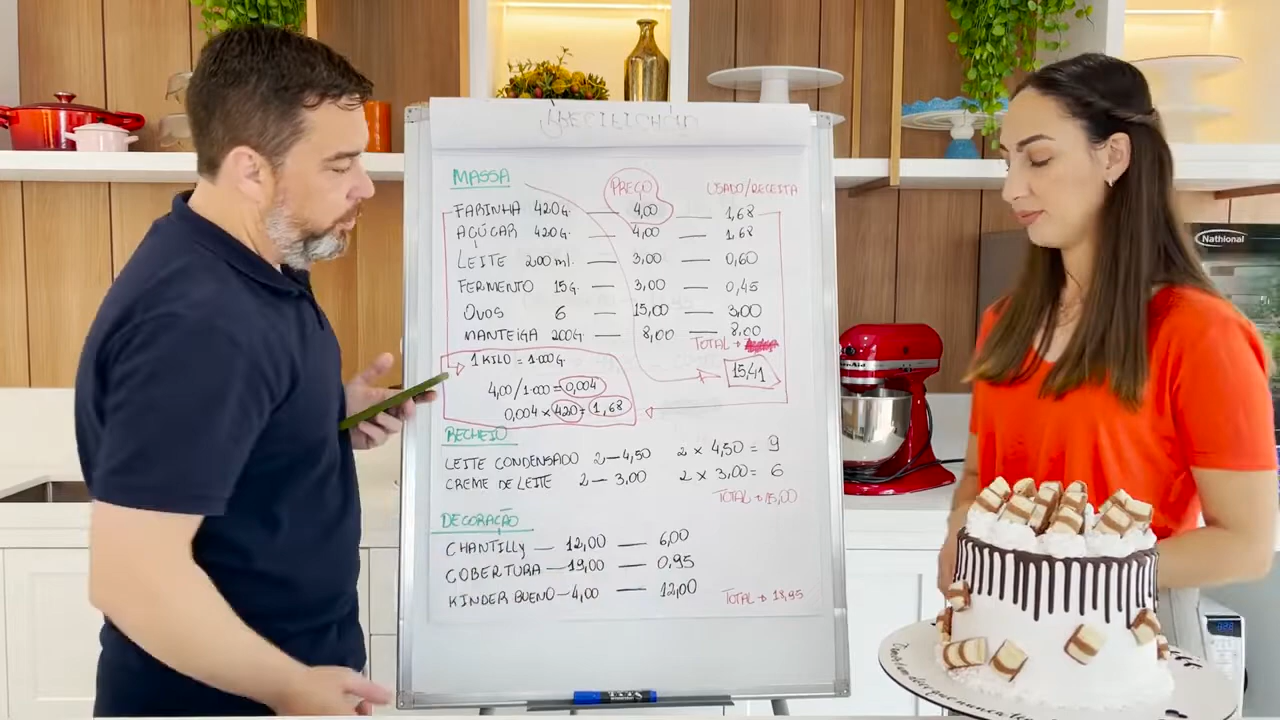 PRECIFICAÇÃO
MASSA PREÇO USADO/RECEITA
FARINHA 420G. — 4,00 — 1,68
AÇÚCAR 420G. — 4,00 — 1,68
LEITE 200 ml. — 3,00 — 0,60
FERMENTO 15G. — 3,00 — 0,45
OVOS 6 — 15,00 — 3,00
MANTEIGA 200G — 8,00 — 8,00
TOTAL →
15,41
1 KILO = 1.000G.
4,00/1.000 = 0,004
0,004 × 420 = 1,68
RECHEIO
LEITE CONDENSADO 2 — 4,50 2 × 4,50 = 9
CREME DE LEITE 2 — 3,00 2 × 3,00 = 6
TOTAL → 15,00
DECORAÇÃO
CHANTILLY — 12,00 — 6,00
COBERTURA — 19,00 — 0,95
KINDER BUENO — 4,00 — 12,00
TOTAL → 18,95
Nathional